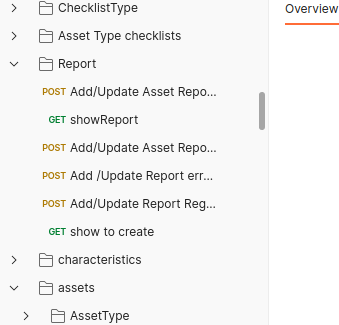 ChecklistType
Overview
Asset Type checklists
Report
POST Add/Update Asset Repo...
GET showReport
POST Add/Update Asset Repo...
POST Add /Update Report err...
POST Add/Update Report Reg...
GET show to create
characteristics
assets
AssetType